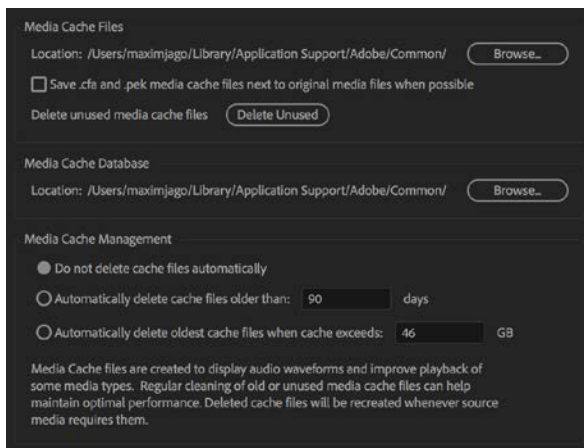 Media Cache Files
Location: /Users/maximjago/Library/Application Support/Adobe/Common/ Browse...
Save .cfa and .pek media cache files next to original media files when possible
Delete unused media cache files Delete Unused
Media Cache Database
Location: /Users/maximjago/Library/Application Support/Adobe/Common/ Browse...
Media Cache Management
Do not delete cache files automatically
Automatically delete cache files older than: 90 days
Automatically delete oldest cache files when cache exceeds: 46 GB
Media Cache files are created to display audio waveforms and improve playback of
some media types. Regular cleaning of old or unused media cache files can help
maintain optimal performance. Deleted cache files will be recreated whenever source
media requires them.